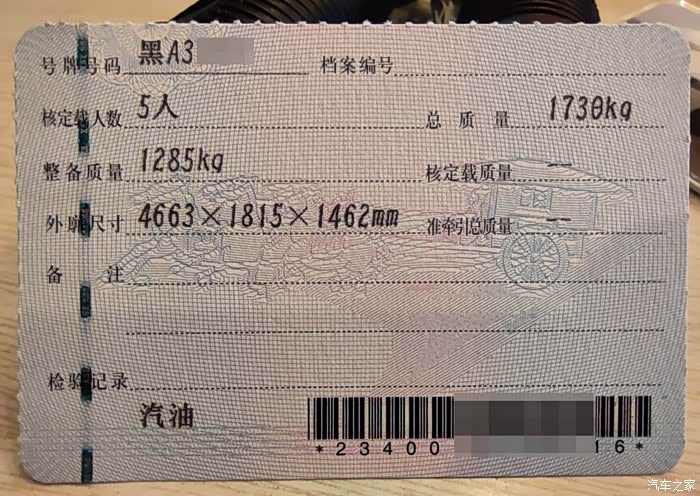 号牌号码 黑A3 档案编号
核定载人数 5人 总质量 1730kg
整备质量 1285kg 核定载质量 --
外廓尺寸 4663×1815×1462mm 准牵引总质量 --
备注
检验记录
汽油
*23400 16*
汽车之家